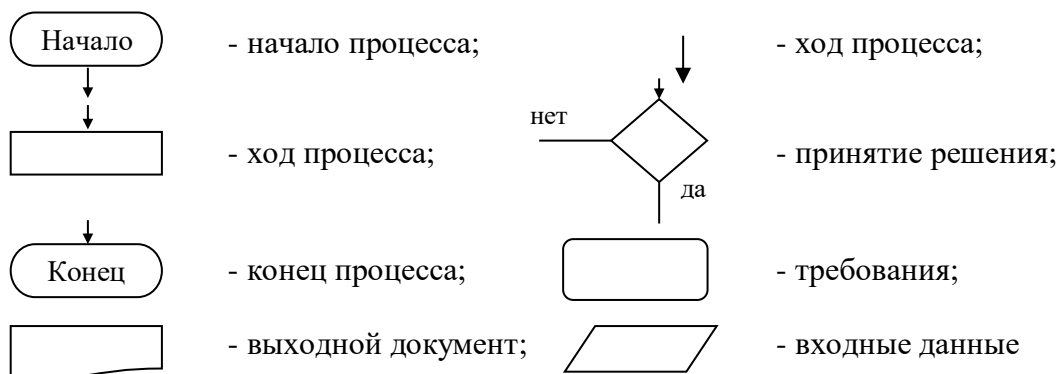 Начало - начало процесса; - ход процесса;
нет
- ход процесса; - принятие решения;
да
Конец - конец процесса; - требования;
- выходной документ; - входные данные